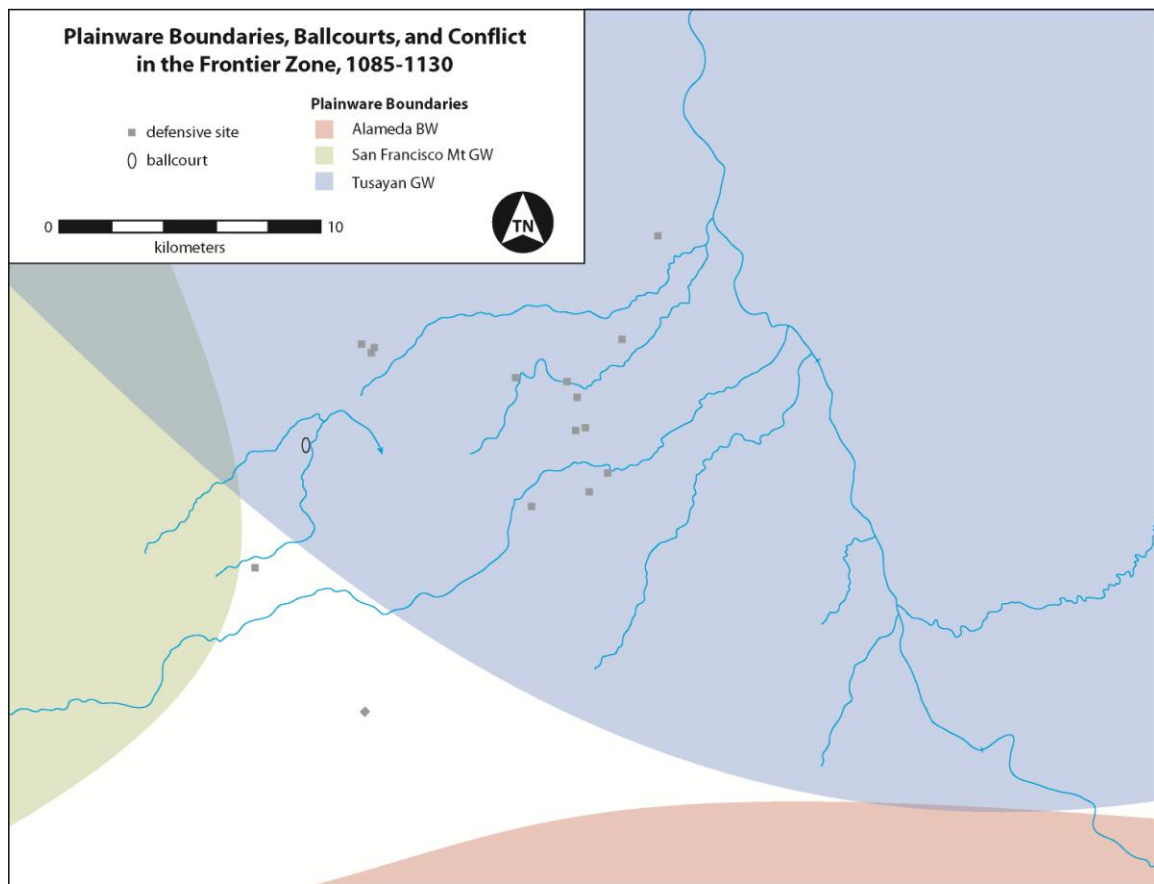 Plainware Boundaries, Ballcourts, and Conflict
in the Frontier Zone, 1085-1130
Plainware Boundaries
defensive site
ballcourt
Alameda BW
San Francisco Mt GW
Tusayan GW
0 10
kilometers
TN